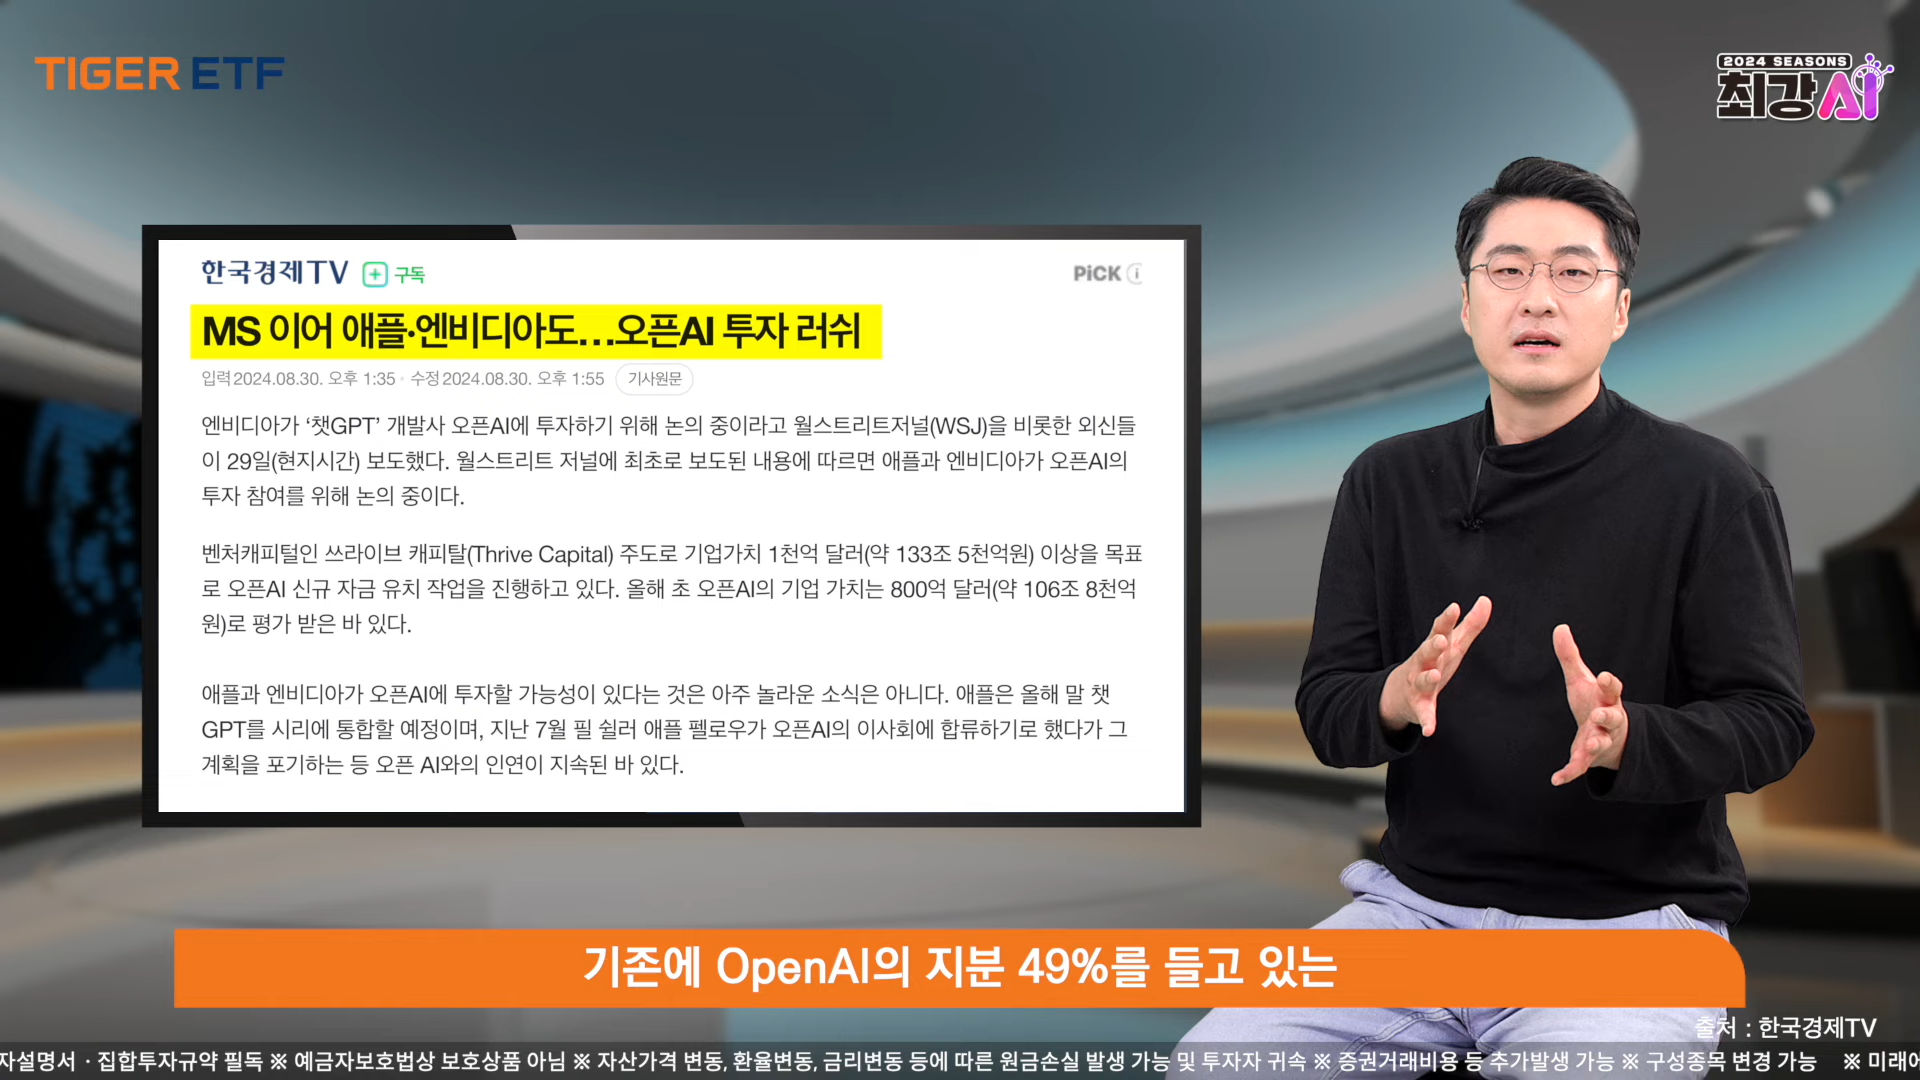 TIGER ETF
2024 SEASONS
최강 AI
한국경제TV + 구독
PiCK i
MS 이어 애플·엔비디아도…오픈AI 투자 러쉬
입력 2024.08.30. 오후 1:35 · 수정 2024.08.30. 오후 1:55 기사원문
엔비디아가 ‘챗GPT’ 개발사 오픈AI에 투자하기 위해 논의 중이라고 월스트리트저널(WSJ)을 비롯한 외신들
이 29일(현지시간) 보도했다. 월스트리트 저널에 최초로 보도된 내용에 따르면 애플과 엔비디아가 오픈AI의
투자 참여를 위해 논의 중이다.
벤처캐피털인 쓰라이브 캐피탈(Thrive Capital) 주도로 기업가치 1천억 달러(약 133조 5천억원) 이상을 목표
로 오픈AI 신규 자금 유치 작업을 진행하고 있다. 올해 초 오픈AI의 기업 가치는 800억 달러(약 106조 8천억
원)로 평가 받은 바 있다.
애플과 엔비디아가 오픈AI에 투자할 가능성이 있다는 것은 아주 놀라운 소식은 아니다. 애플은 올해 말 챗
GPT를 시리에 통합할 예정이며, 지난 7월 필 쉴러 애플 펠로우가 오픈AI의 이사회에 합류하기로 했다가 그
계획을 포기하는 등 오픈 AI와의 인연이 지속된 바 있다.
기존에 OpenAI의 지분 49%를 들고 있는
출처 : 한국경제TV
자설명서 · 집합투자규약 필독 ※ 예금자보호법상 보호상품 아님 ※ 자산가격 변동, 환율변동, 금리변동 등에 따른 원금손실 발생 가능 및 투자자 귀속 ※ 증권거래비용 등 추가발생 가능 ※ 구성종목 변경 가능 ※ 미래에